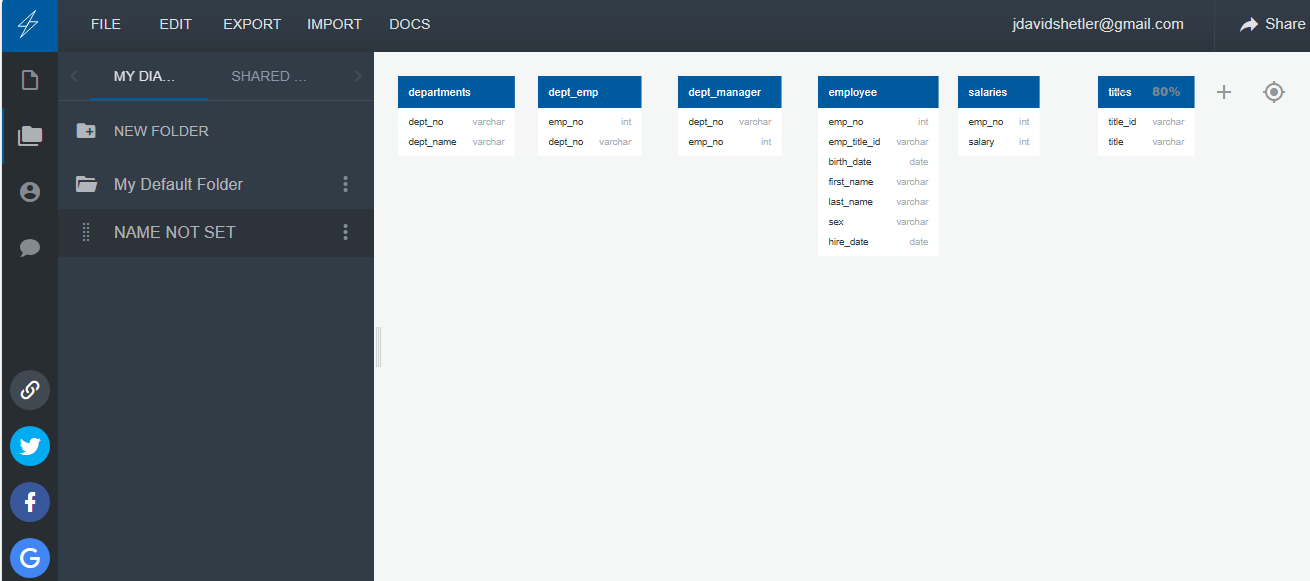 FILE EDIT EXPORT IMPORT DOCS jdavidshetler@gmail.com Share
MY DIA... SHARED ...
NEW FOLDER
My Default Folder
NAME NOT SET
departments
dept_no varchar
dept_name varchar
dept_emp
emp_no int
dept_no varchar
dept_manager
dept_no varchar
emp_no int
employee
emp_no int
emp_title_id varchar
birth_date date
first_name varchar
last_name varchar
sex varchar
hire_date date
salaries
emp_no int
salary int
titles 80%
title_id varchar
title varchar